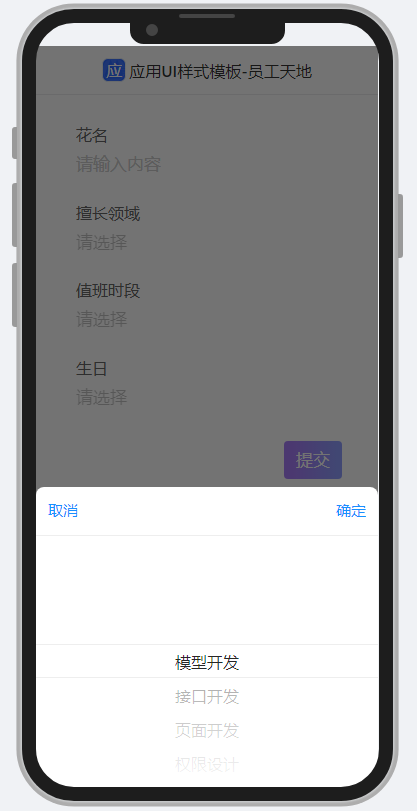 应 应用UI样式模板-员工天地
花名
请输入内容
擅长领域
请选择
值班时段
请选择
生日
请选择
提交
取消 确定
模型开发
接口开发
页面开发
权限设计